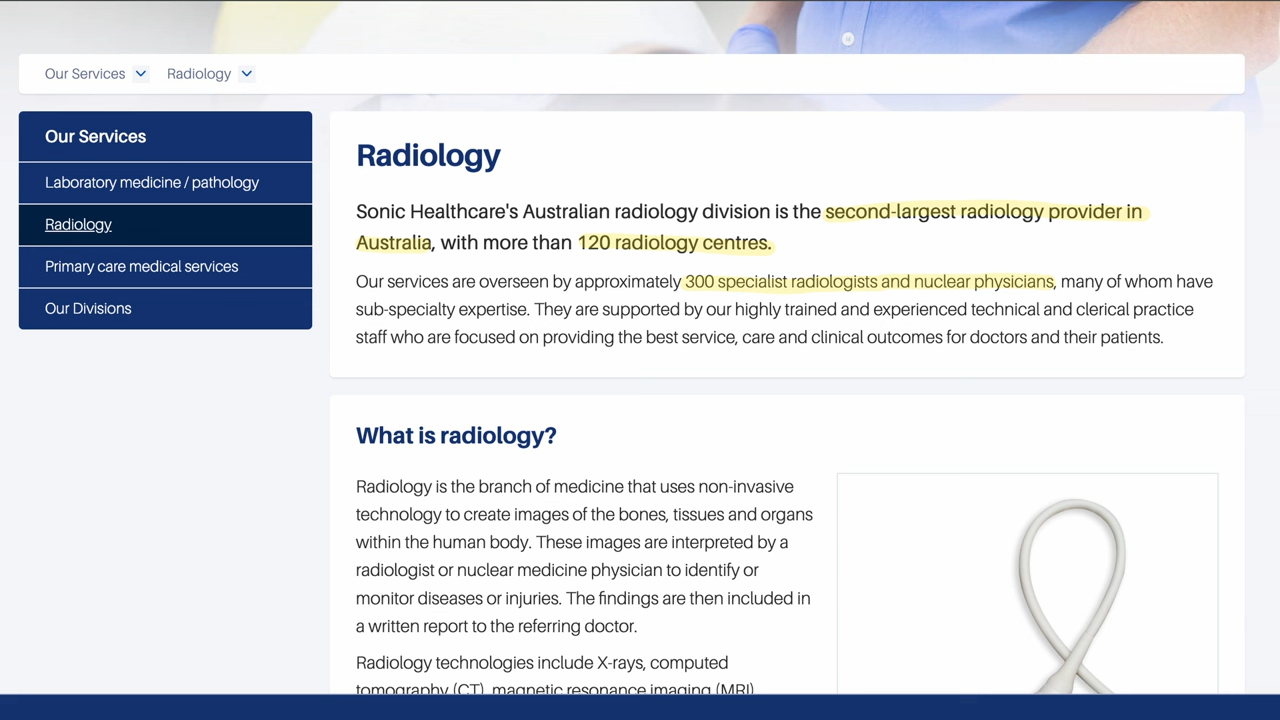 Our Services
Radiology
Our Services
Laboratory medicine / pathology
Radiology
Primary care medical services
Our Divisions
Radiology
Sonic Healthcare's Australian radiology division is the second-largest radiology provider in
Australia, with more than 120 radiology centres.
Our services are overseen by approximately 300 specialist radiologists and nuclear physicians, many of whom have
sub-specialty expertise. They are supported by our highly trained and experienced technical and clerical practice
staff who are focused on providing the best service, care and clinical outcomes for doctors and their patients.
What is radiology?
Radiology is the branch of medicine that uses non-invasive
technology to create images of the bones, tissues and organs
within the human body. These images are interpreted by a
radiologist or nuclear medicine physician to identify or
monitor diseases or injuries. The findings are then included in
a written report to the referring doctor.
Radiology technologies include X-rays, computed
tomography (CT), magnetic resonance imaging (MRI)